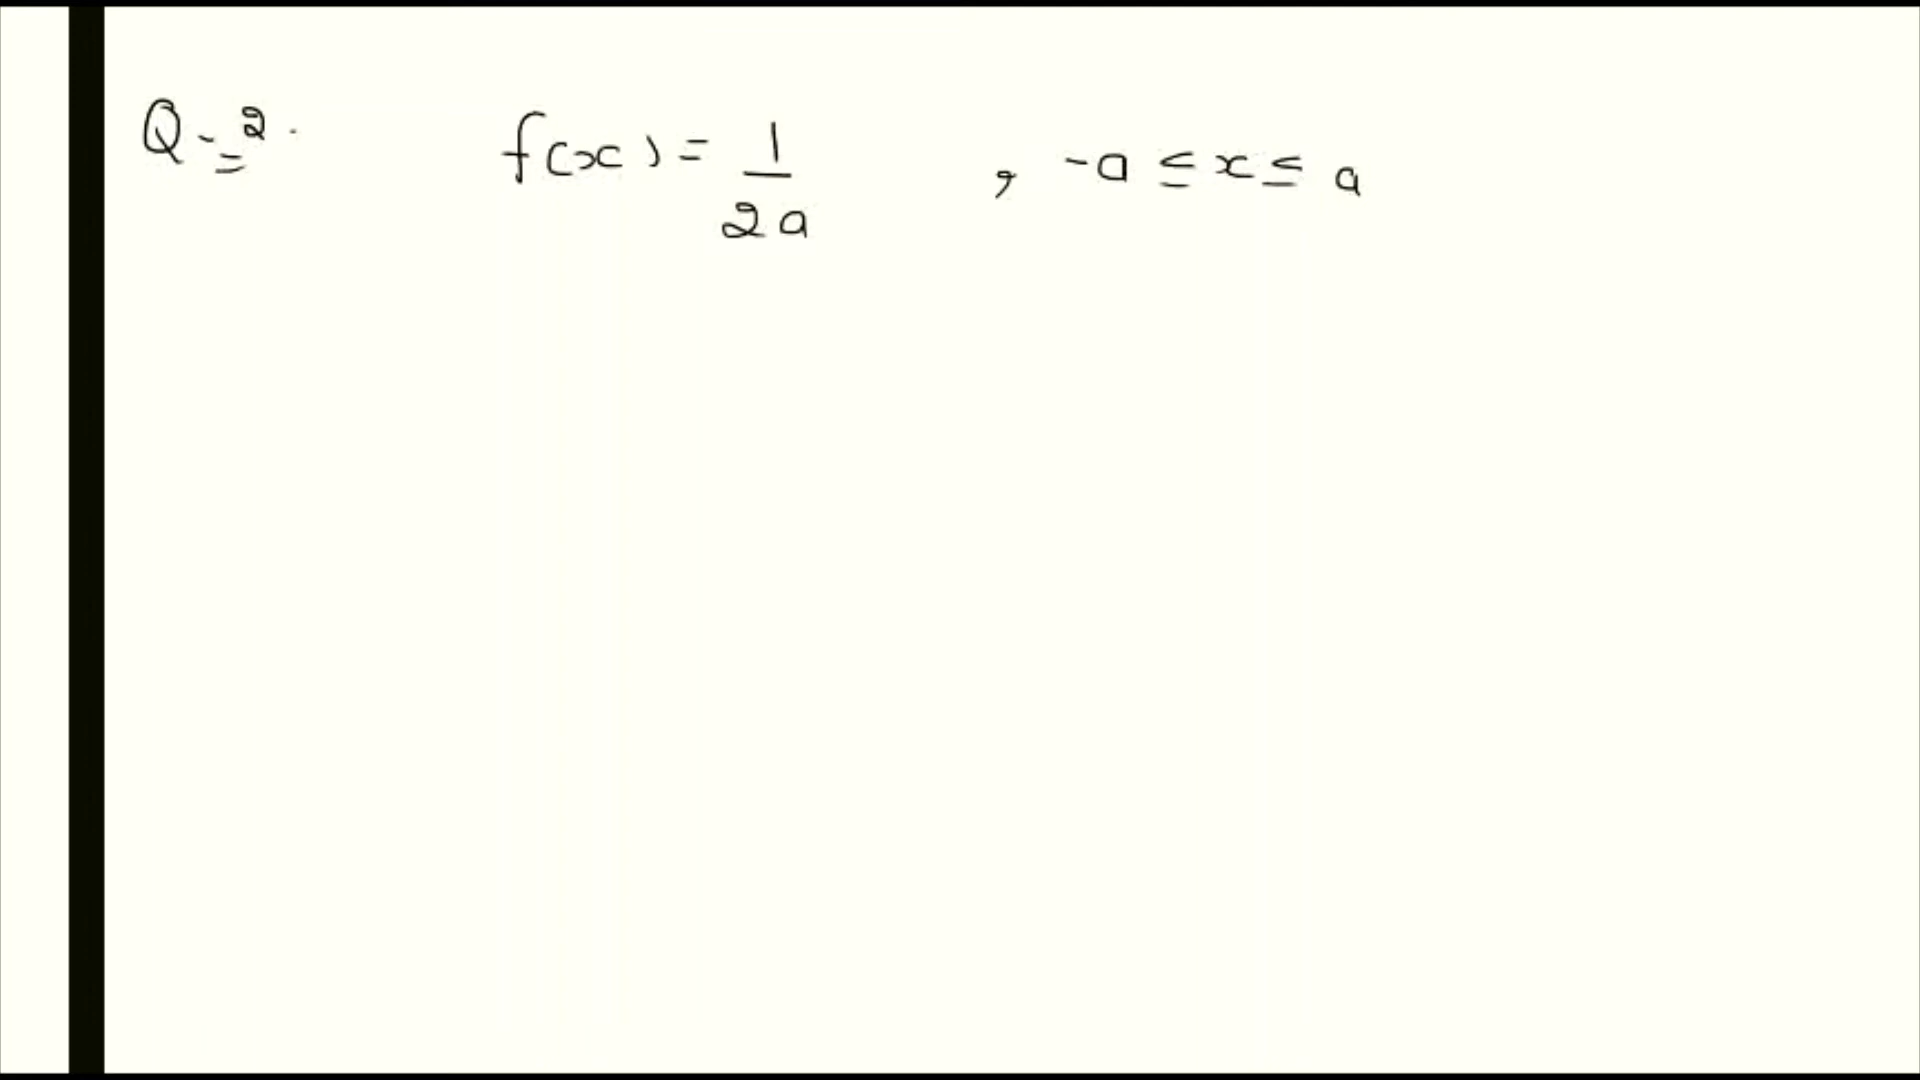 Q-2. f(x) = 1/2a , -a ≤ x ≤ a